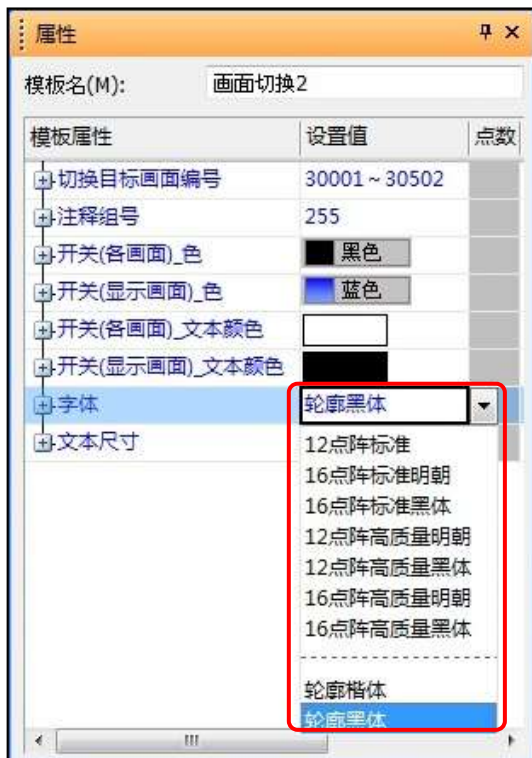 属性
模板名(M): 画面切换2
模板属性 设置值 点数
切换目标画面编号 30001~30502
注释组号 255
开关(各画面)_色 黑色
开关(显示画面)_色 蓝色
开关(各画面)_文本颜色
开关(显示画面)_文本颜色
字体 轮廓黑体
文本尺寸
12点阵标准
16点阵标准明朝
16点阵标准黑体
12点阵高质量明朝
12点阵高质量黑体
16点阵高质量明朝
16点阵高质量黑体
轮廓楷体
轮廓黑体